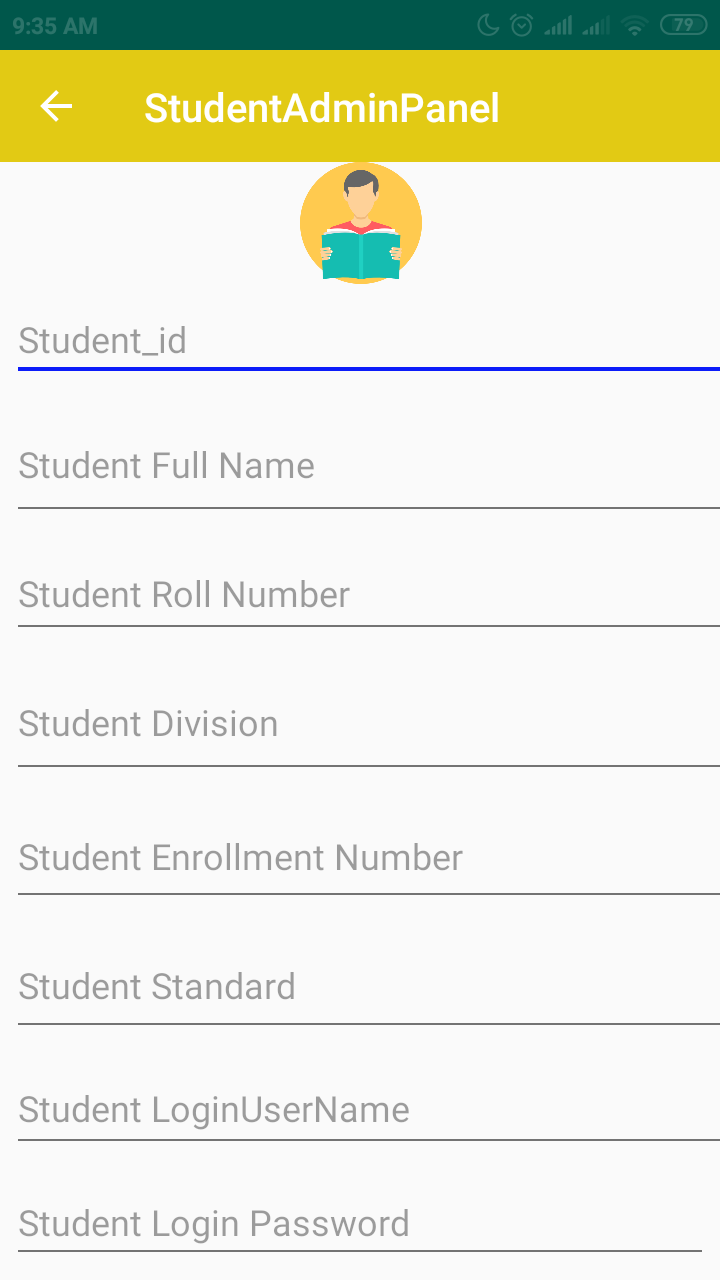 9:35 AM
79
StudentAdminPanel
Student_id
Student Full Name
Student Roll Number
Student Division
Student Enrollment Number
Student Standard
Student LoginUserName
Student Login Password